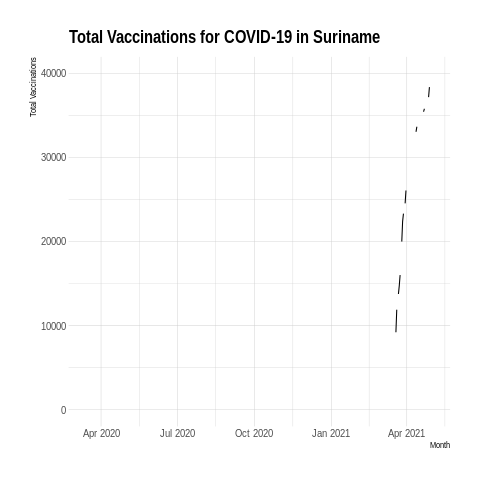 Total Vaccinations for COVID-19 in Suriname
Total Vaccinations
40000
30000
20000
10000
0
Apr 2020 Jul 2020 Oct 2020 Jan 2021 Apr 2021
Month